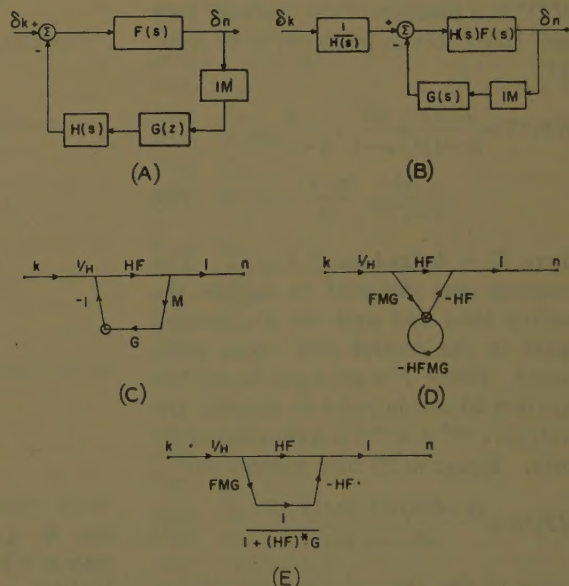 δk + Σ F(s) δn
-
IM
H(s) G(z)
(A)
δk 1/H(s) + Σ H(s)F(s) δn
-
G(s) IM
(B)
k 1/H HF 1 n
-1 M
G
(C)
k 1/H HF 1 n
FMG -HF
-HFMG
(D)
k 1/H HF 1 n
FMG -HF
1
1 + (HF)*G
(E)